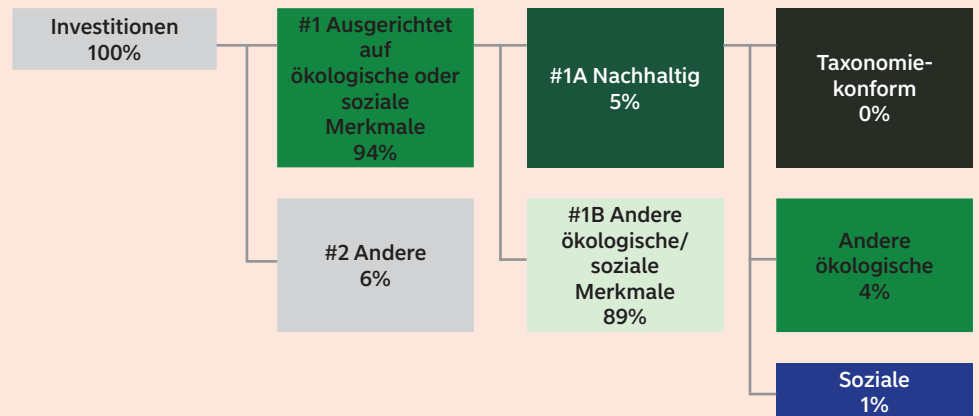 Investitionen
100%
#1 Ausgerichtet
auf
ökologische oder
soziale
Merkmale
94%
#1A Nachhaltig
5%
Taxonomie-
konform
0%
#2 Andere
6%
#1B Andere
ökologische/
soziale
Merkmale
89%
Andere
ökologische
4%
Soziale
1%